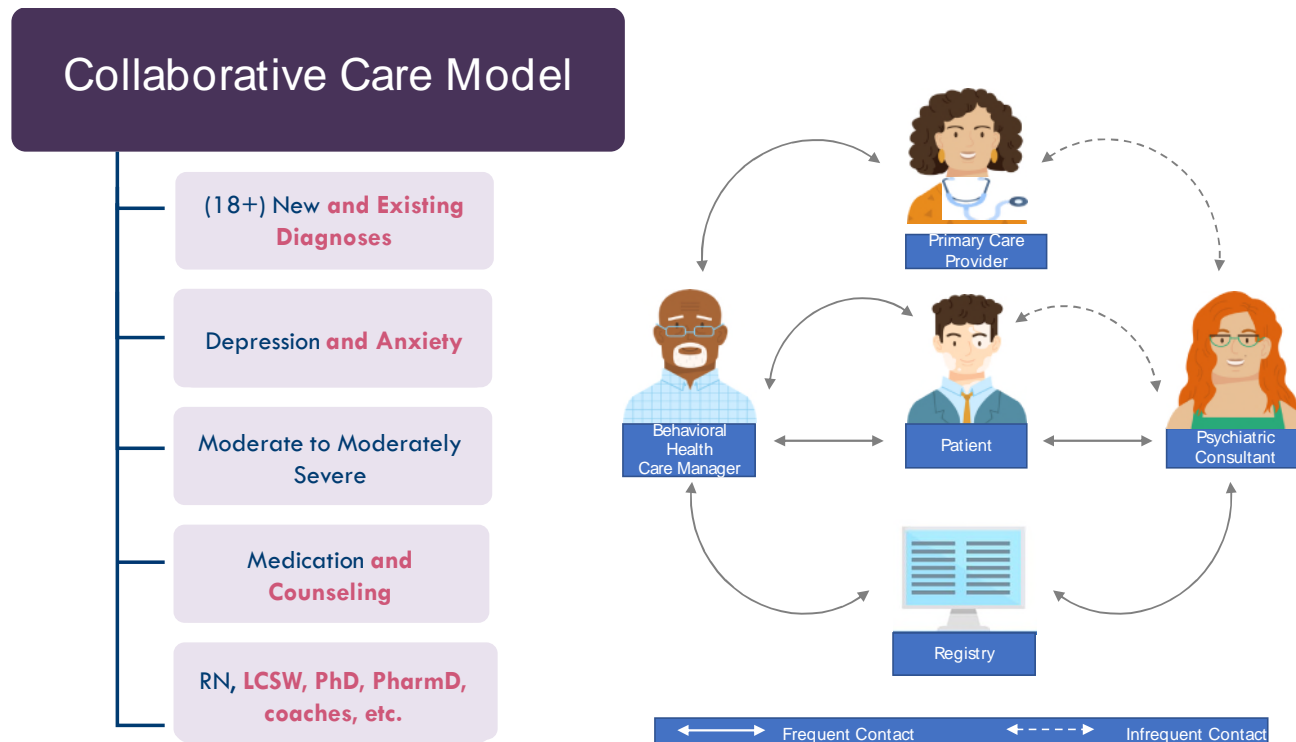 Collaborative Care Model
(18+) New and Existing
Diagnoses
Depression and Anxiety
Moderate to Moderately
Severe
Medication and
Counseling
RN, LCSW, PhD, PharmD,
coaches, etc.
Primary Care
Provider
Behavioral
Health
Care Manager
Patient
Psychiatric
Consultant
Registry
Frequent Contact
Infrequent Contact